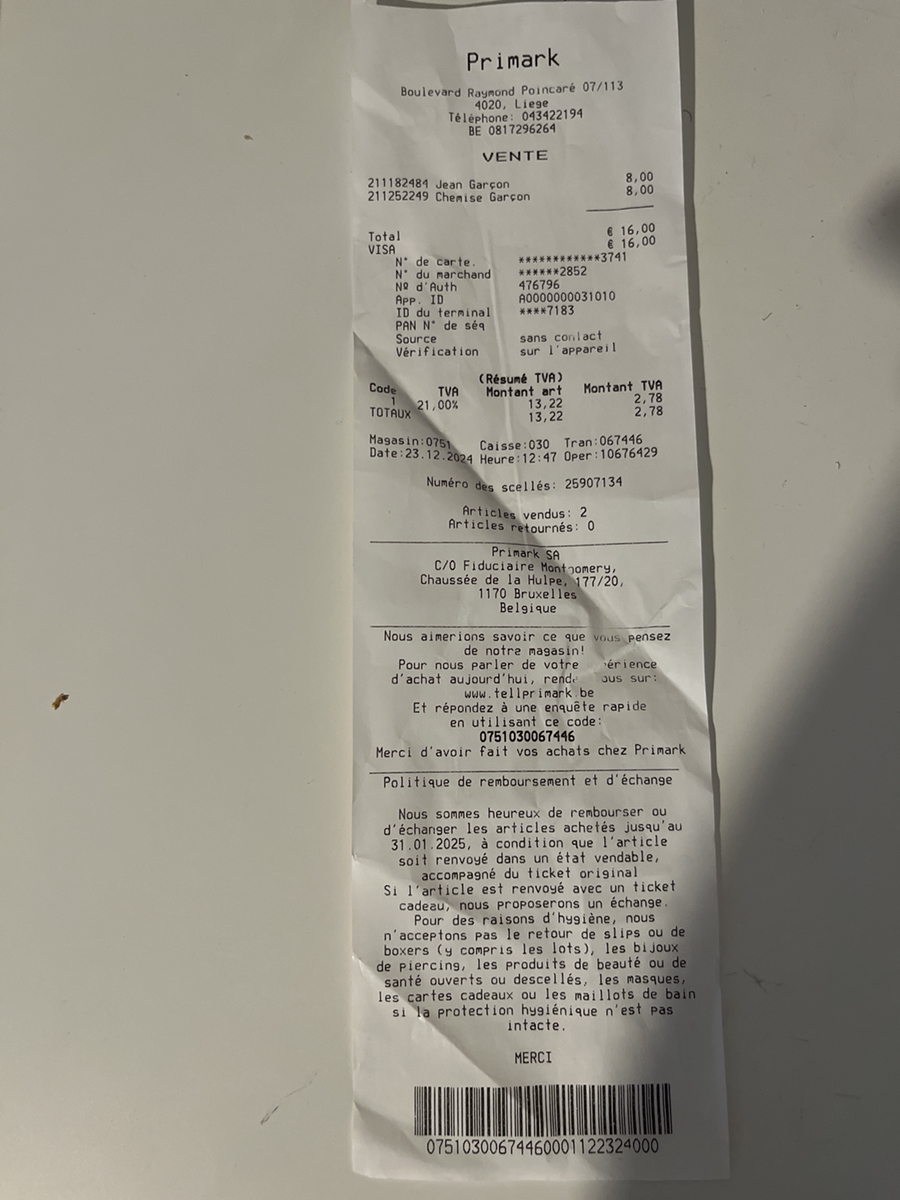 Primark
Boulevard Raymond Poincaré 07/113
4020, Liege
Téléphone: 043422194
BE 0817296264
VENTE
211182484 Jean Garçon 8,00
211252249 Chemise Garçon 8,00
Total € 16,00
VISA € 16,00
N° de carte. ************3741
N° du marchand ******2852
Nº d'Auth 476796
App. ID A0000000031010
ID du terminal ****7183
PAN N° de séq
Source sans contact
Vérification sur l'appareil
(Résumé TVA)
Code TVA Montant art Montant TVA
1 21,00% 13,22 2,78
TOTAUX 13,22 2,78
Magasin:0751 Caisse:030 Tran:067446
Date:23.12.2024 Heure:12:47 Oper:10676429
Numéro des scellés: 25907134
Articles vendus: 2
Articles retournés: 0
Primark SA
C/O Fiduciaire Montgomery,
Chaussée de la Hulpe, 177/20,
1170 Bruxelles
Belgique
Nous aimerions savoir ce que vous pensez
de notre magasin!
Pour nous parler de votre érience
d'achat aujourd'hui, rende ous sur:
www.tellprimark.be
Et répondez à une enquête rapide
en utilisant ce code:
0751030067446
Merci d'avoir fait vos achats chez Primark
Politique de remboursement et d'échange
Nous sommes heureux de rembourser ou
d'échanger les articles achetés jusqu'au
31.01.2025, à condition que l'article
soit renvoyé dans un état vendable,
accompagné du ticket original
Si l'article est renvoyé avec un ticket
cadeau, nous proposerons un échange.
Pour des raisons d'hygiène, nous
n'acceptons pas le retour de slips ou de
boxers (y compris les lots), les bijoux
de piercing, les produits de beauté ou de
santé ouverts ou descellés, les masques,
les cartes cadeaux ou les maillots de bain
si la protection hygiénique n'est pas
intacte.
MERCI
07510300674460001122324000